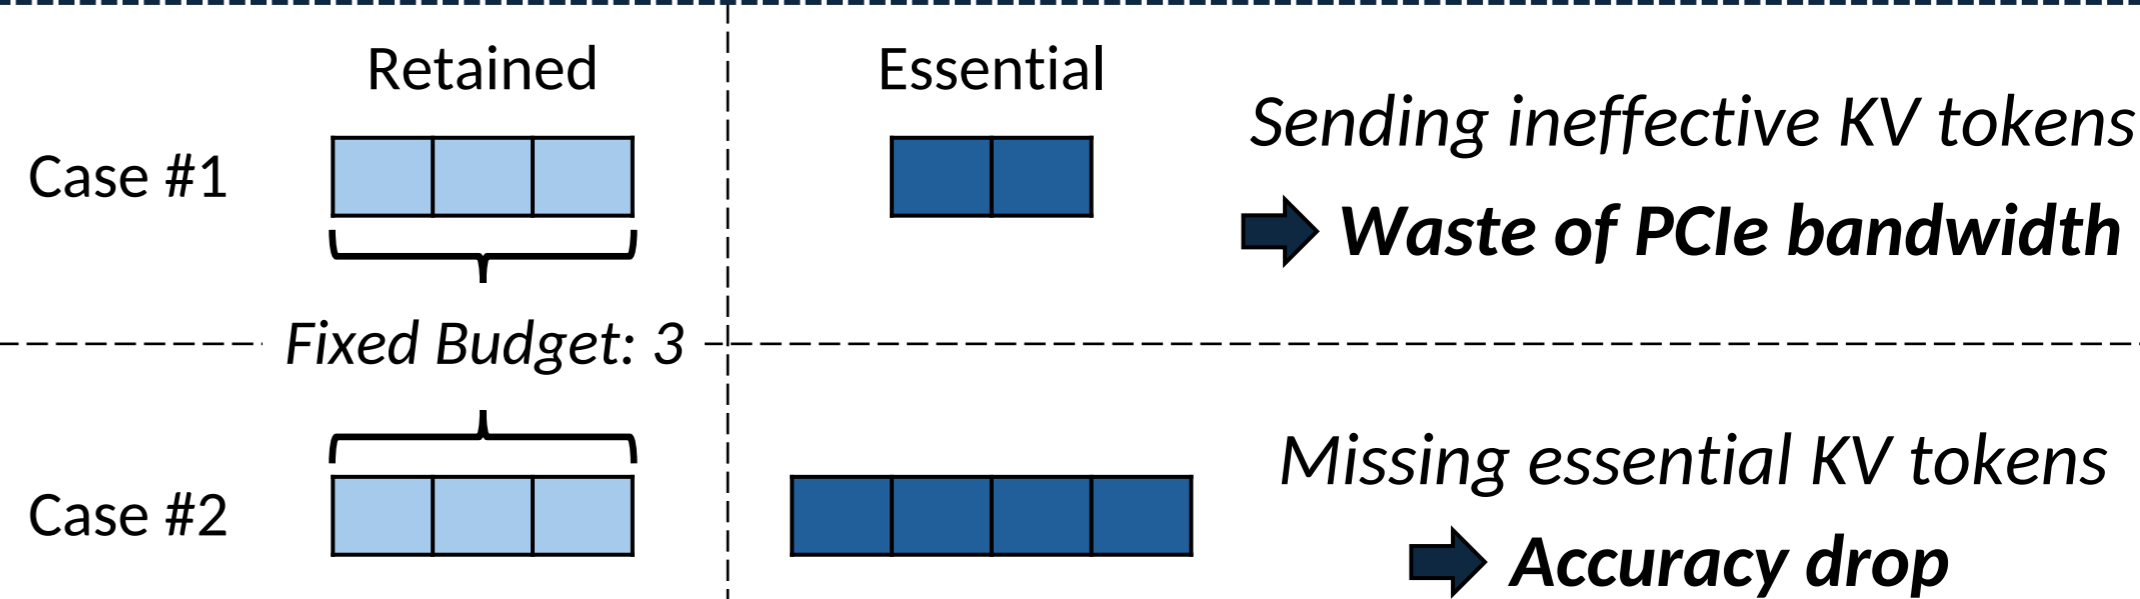 Retained
Essential
Case #1
Sending ineffective KV tokens
Waste of PCIe bandwidth
Fixed Budget: 3
Case #2
Missing essential KV tokens
Accuracy drop